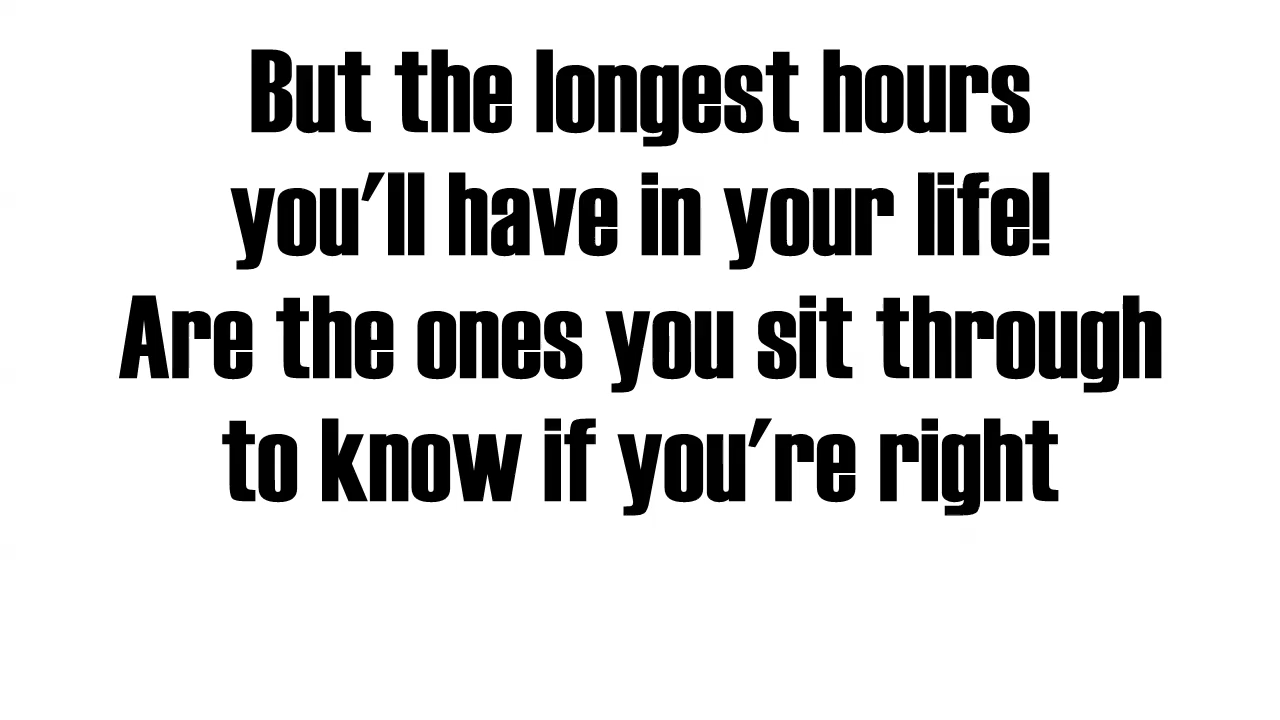 But the longest hours
you'll have in your life!
Are the ones you sit through
to know if you're right